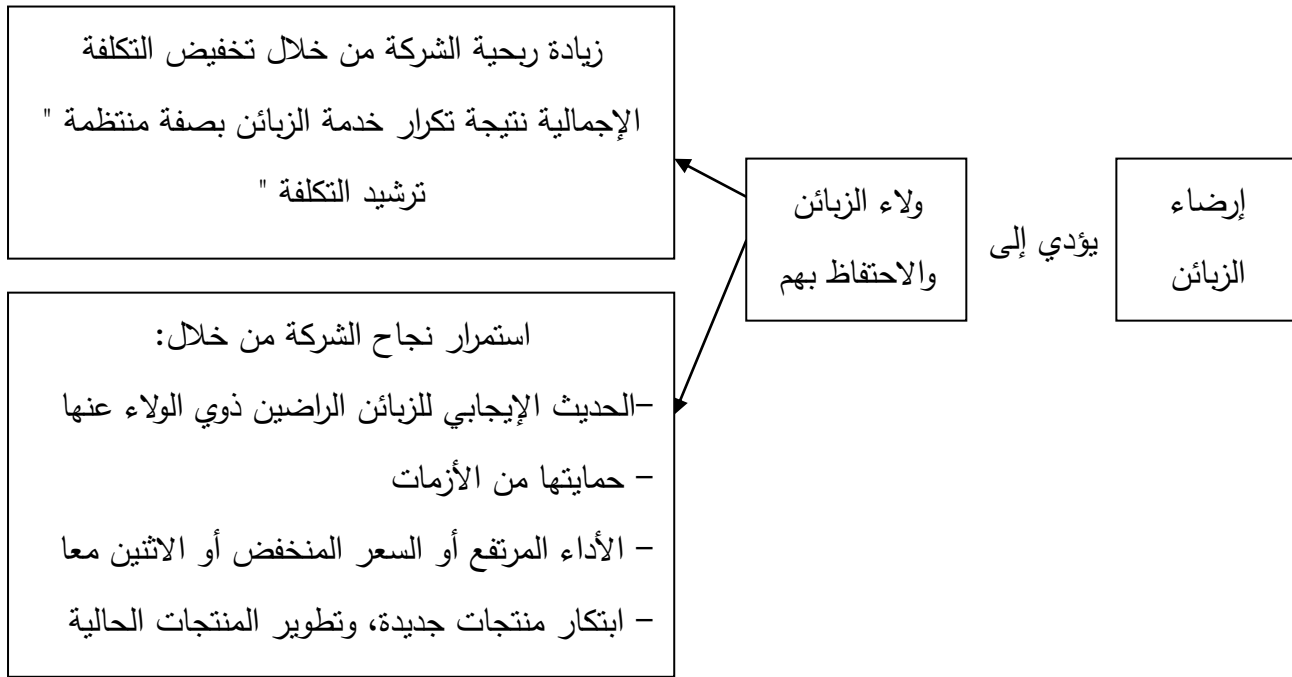 إرضاء
الزبائن
يؤدي إلى
ولاء الزبائن
والاحتفاظ بهم
زيادة ربحية الشركة من خلال تخفيض التكلفة
الإجمالية نتيجة تكرار خدمة الزبائن بصفة منتظمة "
ترشيد التكلفة "
استمرار نجاح الشركة من خلال:
-الحديث الإيجابي للزبائن الراضين ذوي الولاء عنها
- حمايتها من الأزمات
- الأداء المرتفع أو السعر المنخفض أو الاثنين معا
- ابتكار منتجات جديدة، وتطوير المنتجات الحالية